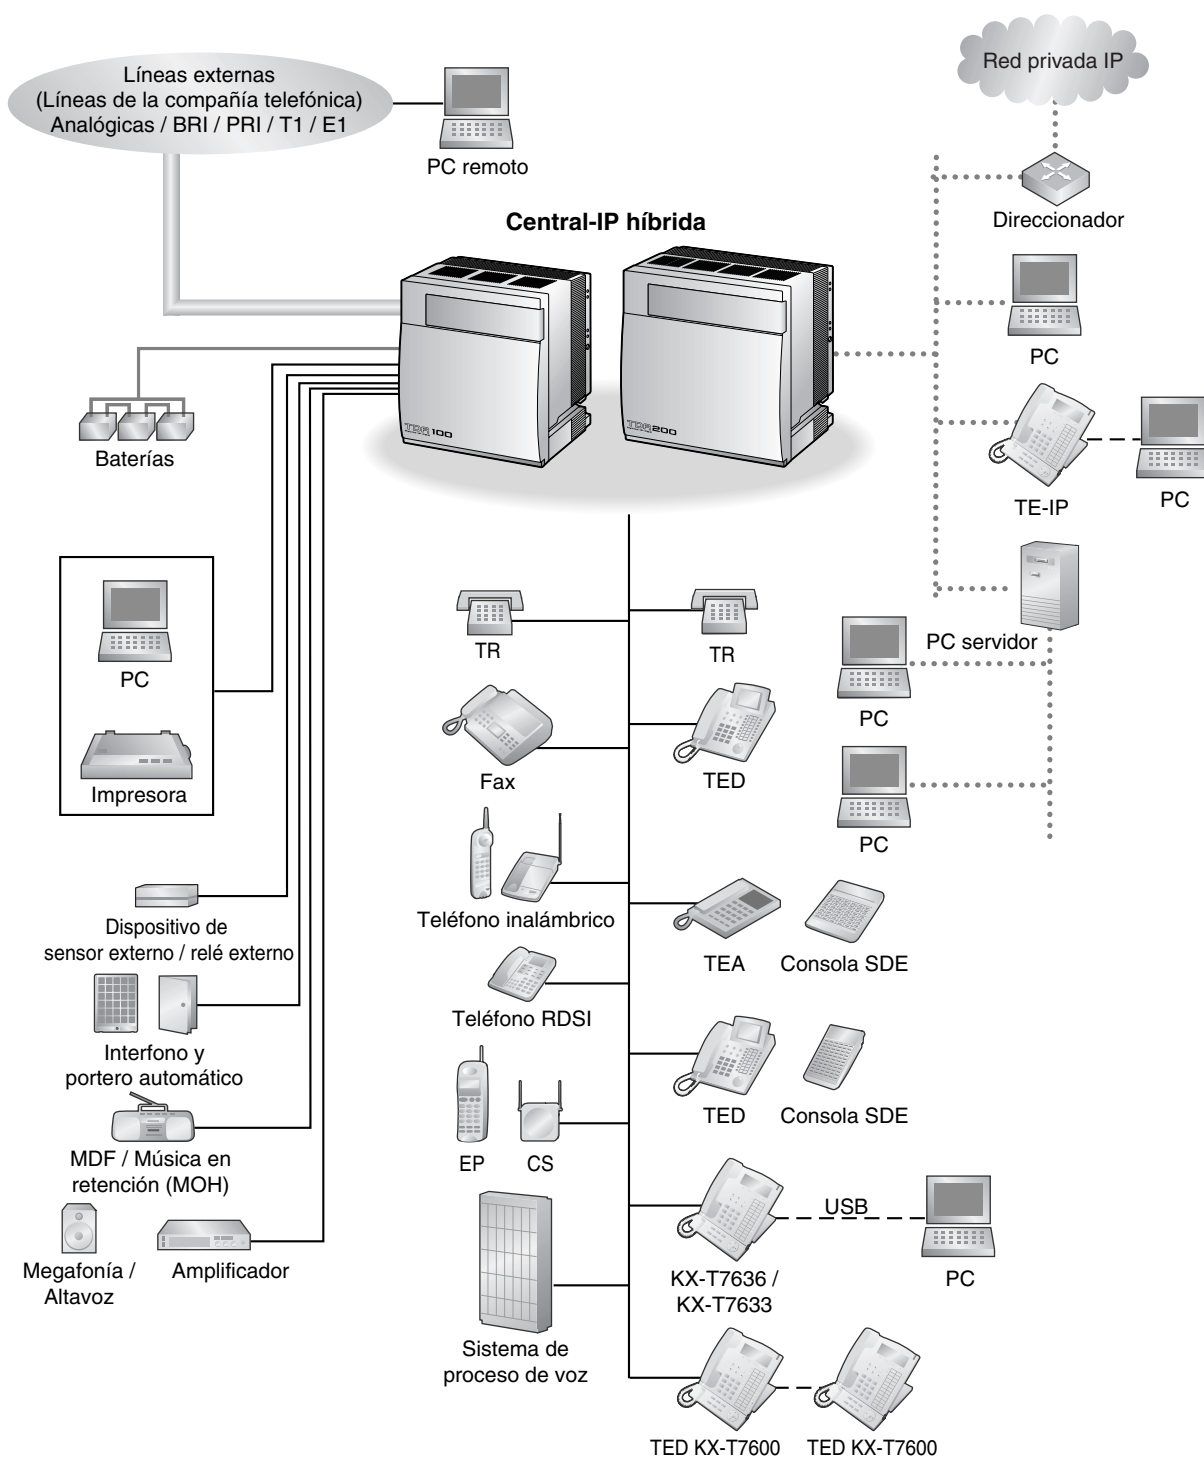 Líneas externas
(Líneas de la compañía telefónica)
Analógicas / BRI / PRI / T1 / E1
PC remoto
Red privada IP
Direccionador
Central-IP híbrida
TDA 100
TDA 200
PC
TE-IP
PC
PC servidor
PC
PC
Baterías
PC
Impresora
Dispositivo de
sensor externo / relé externo
Interfono y
portero automático
MDF / Música en
retención (MOH)
Megafonía /
Altavoz
Amplificador
TR
TR
Fax
TED
Teléfono inalámbrico
TEA
Consola SDE
Teléfono RDSI
TED
Consola SDE
EP
CS
USB
KX-T7636 /
KX-T7633
PC
Sistema de
proceso de voz
TED KX-T7600
TED KX-T7600